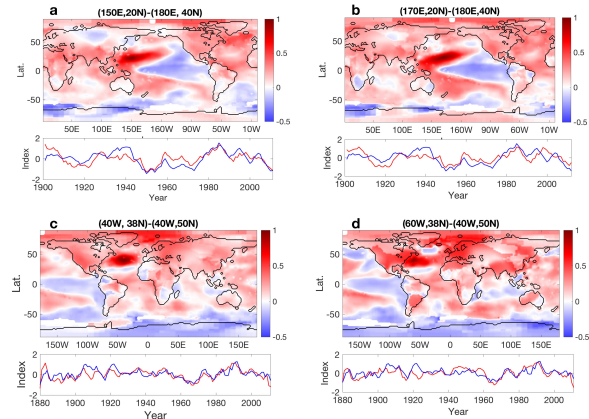 a (150E,20N)-(180E, 40N)
Lat.
50
0
-50
1
0.5
0
-0.5
50E 100E 150E 160W 90W 50W 10W
Index
2
0
-2
1900 1920 1940 1960 1980 2000
Year
b (170E,20N)-(180E,40N)
Lat.
50
0
-50
1
0.5
0
-0.5
50E 100E 150E 160W 90W 60W 10W
Index
2
0
-2
1900 1920 1940 1960 1980 2000
Year
c (40W, 38N)-(40W,50N)
Lat.
50
0
-50
1
0.5
0
-0.5
150W 100W 50W 0 50E 100E 150E
Index
2
0
-2
1880 1900 1920 1940 1960 1980 2000
Year
d (60W,38N)-(40W,50N)
Lat.
50
0
-50
1
0.5
0
-0.5
150W 100W 50W 0 50E 100E 150E
Index
2
0
-2
1880 1900 1920 1940 1960 1980 2000
Year